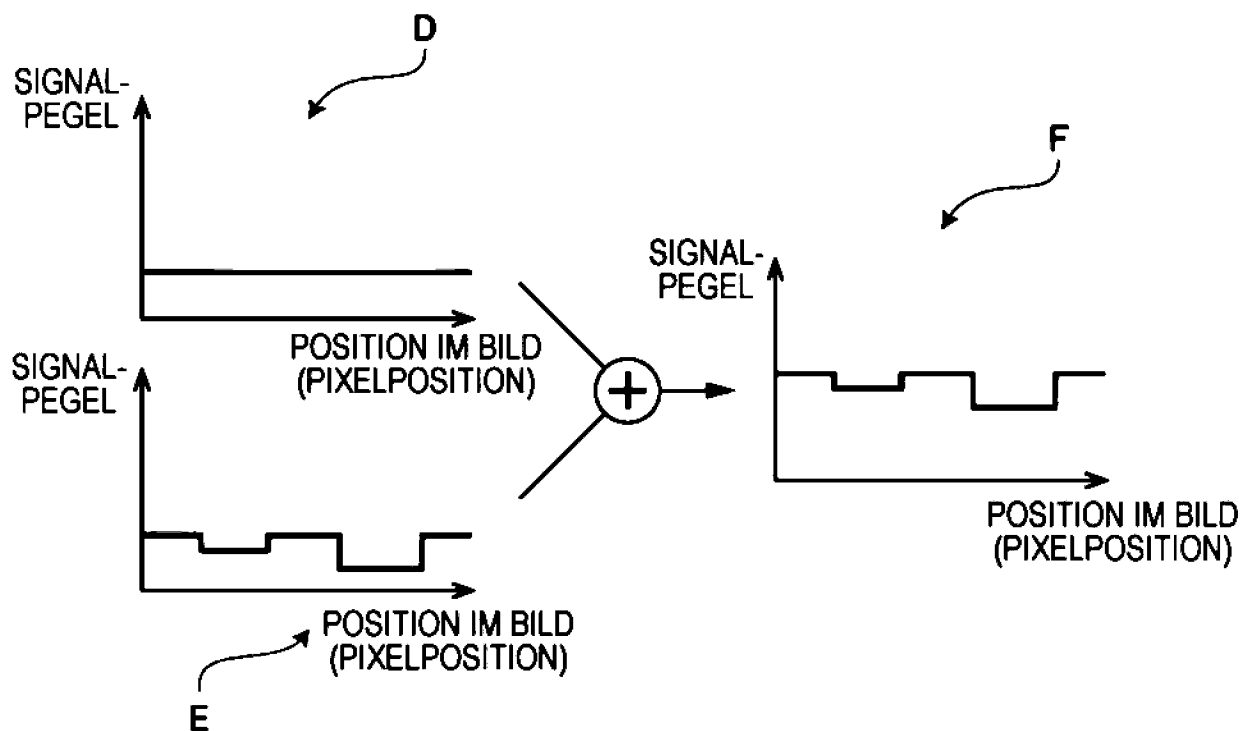 D
SIGNAL-
PEGEL
POSITION IM BILD
(PIXELPOSITION)
SIGNAL-
PEGEL
POSITION IM BILD
(PIXELPOSITION)
E
+
F
SIGNAL-
PEGEL
POSITION IM BILD
(PIXELPOSITION)